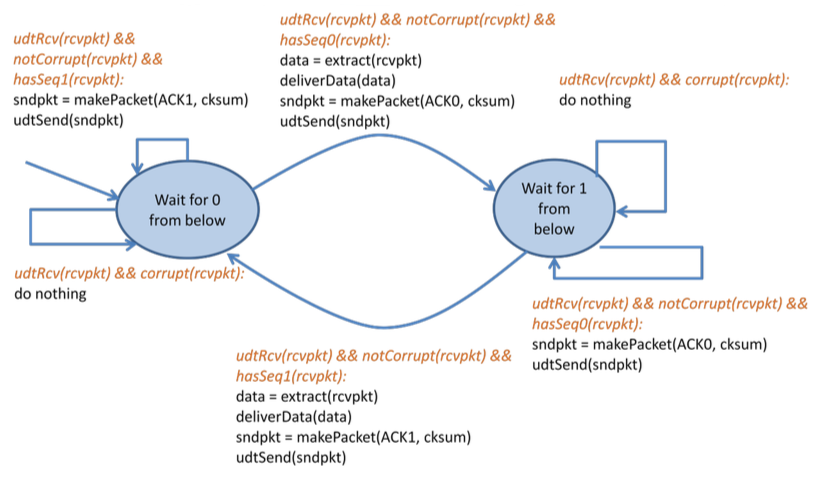 udtRcv(rcvpkt) &&
notCorrupt(rcvpkt) &&
hasSeq1(rcvpkt):
sndpkt = makePacket(ACK1, cksum)
udtSend(sndpkt)
udtRcv(rcvpkt) && notCorrupt(rcvpkt) &&
hasSeq0(rcvpkt):
data = extract(rcvpkt)
deliverData(data)
sndpkt = makePacket(ACK0, cksum)
udtSend(sndpkt)
udtRcv(rcvpkt) && corrupt(rcvpkt):
do nothing
Wait for 0
from below
Wait for 1
from
below
udtRcv(rcvpkt) && corrupt(rcvpkt):
do nothing
udtRcv(rcvpkt) && notCorrupt(rcvpkt) &&
hasSeq0(rcvpkt):
sndpkt = makePacket(ACK0, cksum)
udtSend(sndpkt)
udtRcv(rcvpkt) && notCorrupt(rcvpkt) &&
hasSeq1(rcvpkt):
data = extract(rcvpkt)
deliverData(data)
sndpkt = makePacket(ACK1, cksum)
udtSend(sndpkt)